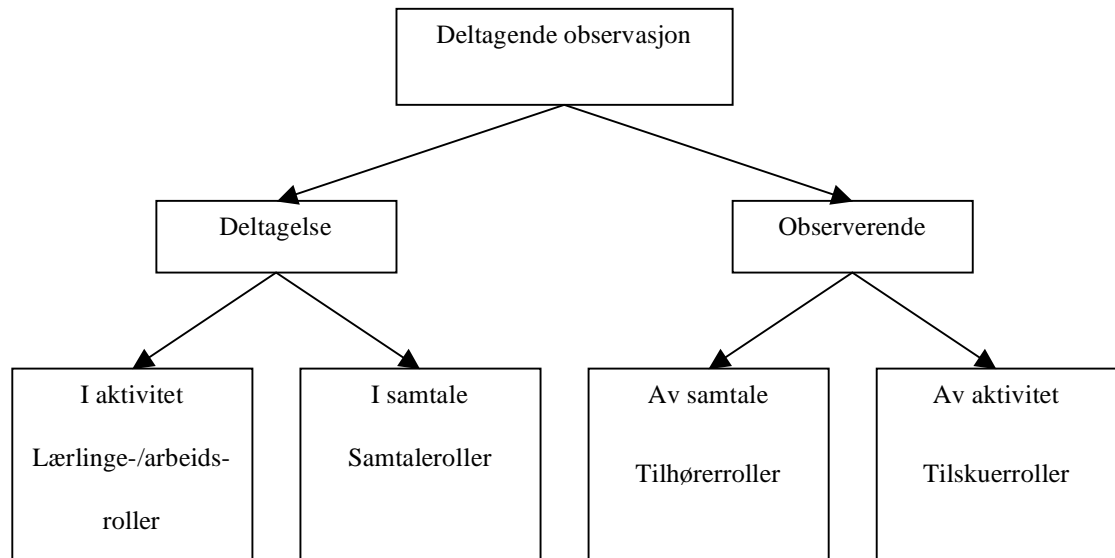 Deltagende observasjon
Deltagelse
Observerende
I aktivitet
Lærlinge-/arbeids-
roller
I samtale
Samtaleroller
Av samtale
Tilhørerroller
Av aktivitet
Tilskuerroller